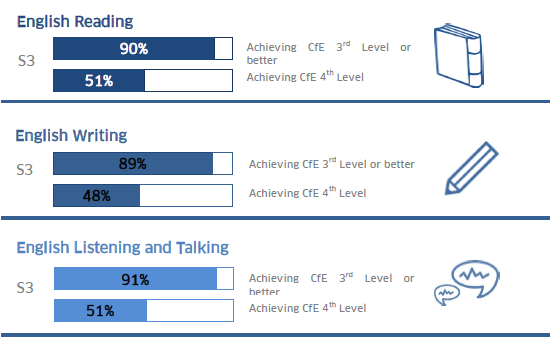 English Reading
S3
90%
Achieving CfE 3rd Level or
better
51%
Achieving CfE 4th Level
English Writing
S3
89%
Achieving CfE 3rd Level or better
48%
Achieving CfE 4th Level
English Listening and Talking
S3
91%
Achieving CfE 3rd Level or
better
51%
Achieving CfE 4th Level